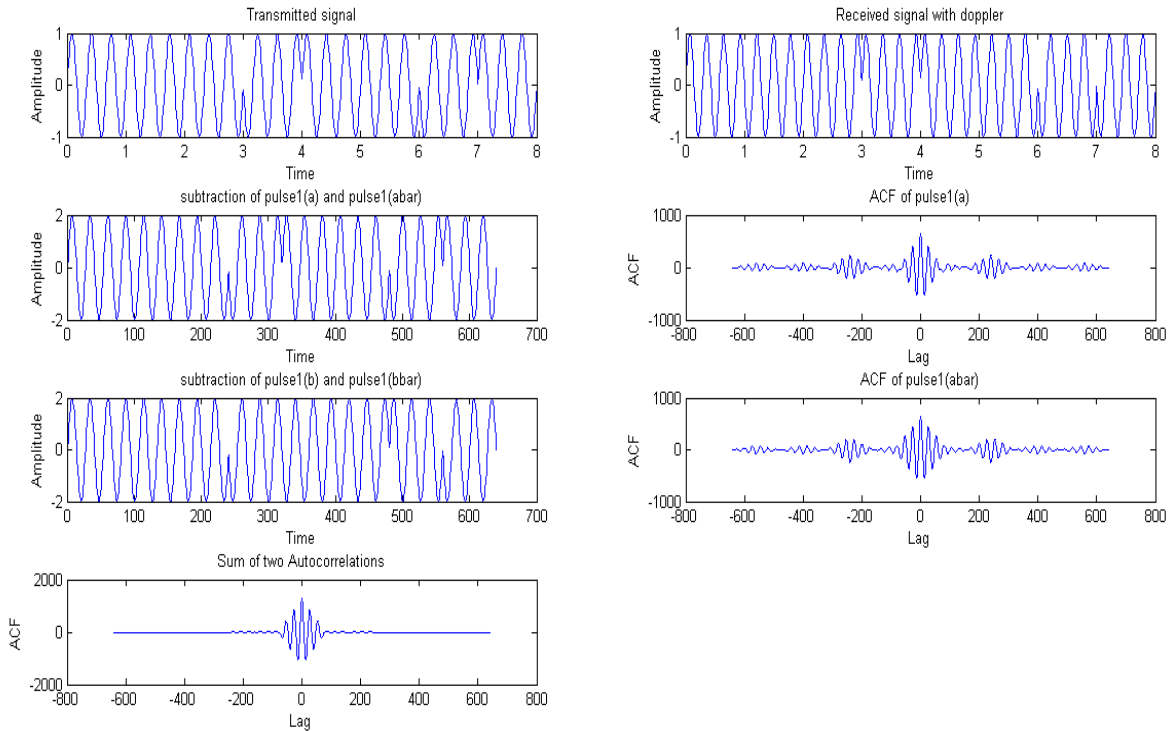 Transmitted signal
Amplitude
1
0
-1
0 1 2 3 4 5 6 7 8
Time
Received signal with doppler
Amplitude
1
0
-1
0 1 2 3 4 5 6 7 8
Time
subtraction of pulse1(a) and pulse1(abar)
Amplitude
2
0
-2
0 100 200 300 400 500 600 700
Time
ACF of pulse1(a)
ACF
1000
0
-1000
-800 -600 -400 -200 0 200 400 600 800
Lag
subtraction of pulse1(b) and pulse1(bbar)
Amplitude
2
0
-2
0 100 200 300 400 500 600 700
Time
ACF of pulse1(abar)
ACF
1000
0
-1000
-800 -600 -400 -200 0 200 400 600 800
Lag
Sum of two Autocorrelations
ACF
2000
0
-2000
-800 -600 -400 -200 0 200 400 600 800
Lag